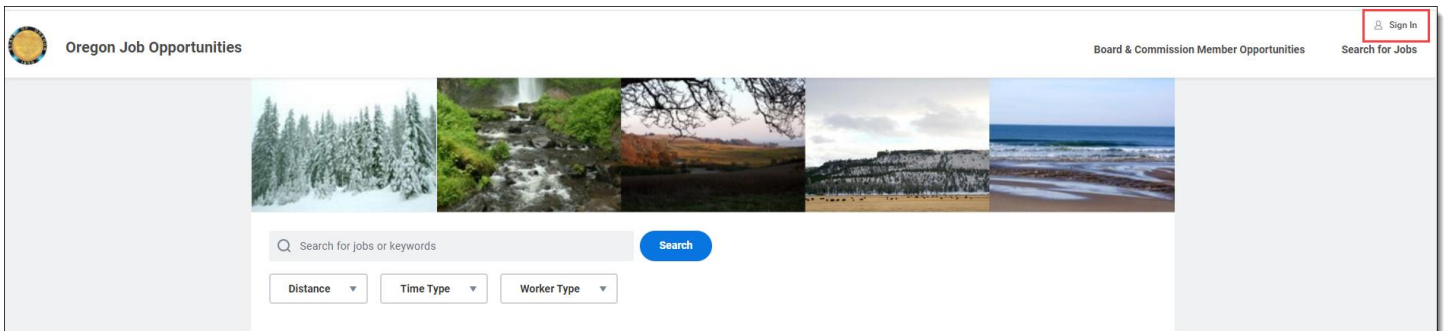 Sign In
Oregon Job Opportunities
Board & Commission Member Opportunities
Search for Jobs
Search for jobs or keywords
Search
Distance
Time Type
Worker Type